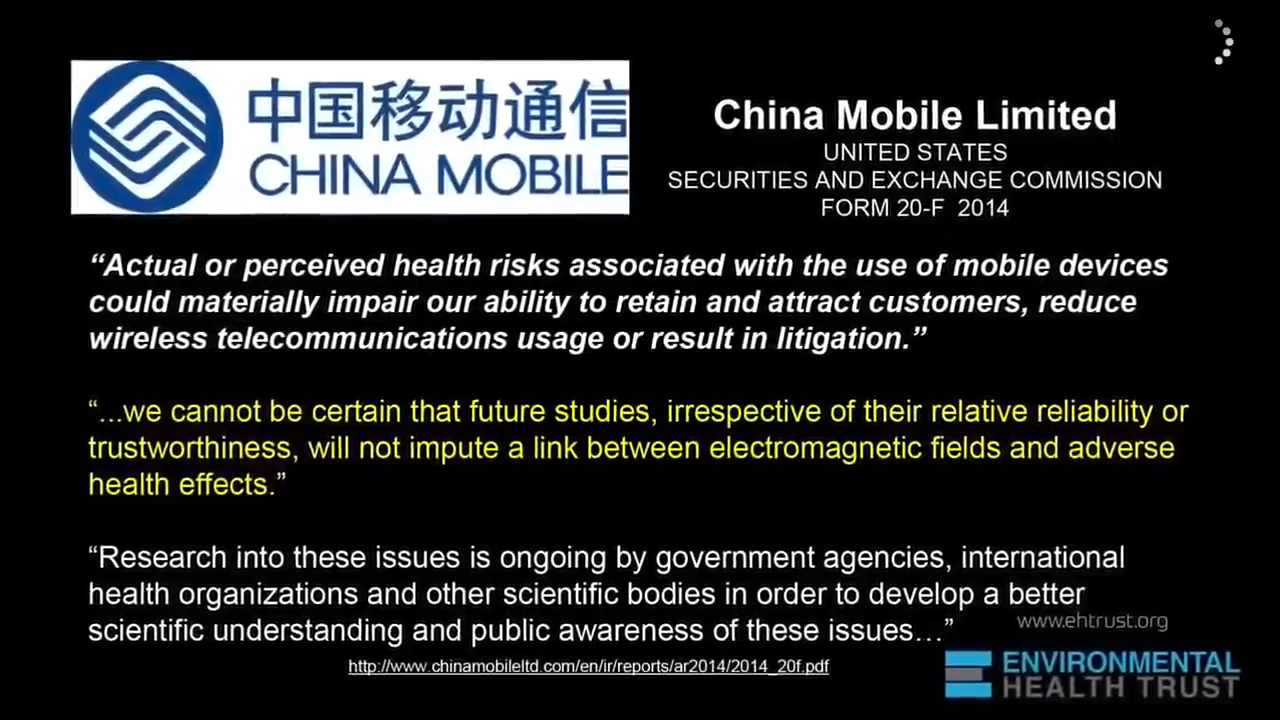 中国移动通信
CHINA MOBILE
China Mobile Limited
UNITED STATES
SECURITIES AND EXCHANGE COMMISSION
FORM 20-F 2014
“Actual or perceived health risks associated with the use of mobile devices
could materially impair our ability to retain and attract customers, reduce
wireless telecommunications usage or result in litigation.”
“...we cannot be certain that future studies, irrespective of their relative reliability or
trustworthiness, will not impute a link between electromagnetic fields and adverse
health effects.”
“Research into these issues is ongoing by government agencies, international
health organizations and other scientific bodies in order to develop a better
scientific understanding and public awareness of these issues…”
www.ehtrust.org
http://www.chinamobileltd.com/en/ir/reports/ar2014/2014_20f.pdf
ENVIRONMENTAL
HEALTH TRUST